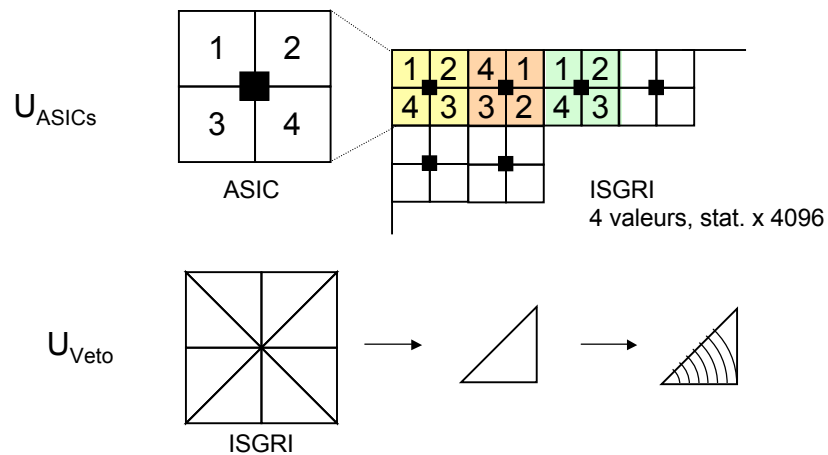 1 2
3 4
U_ASICs
ASIC
1 2 4 1 1 2
4 3 3 2 4 3
ISGRI
4 valeurs, stat. x 4096
U_Veto
ISGRI